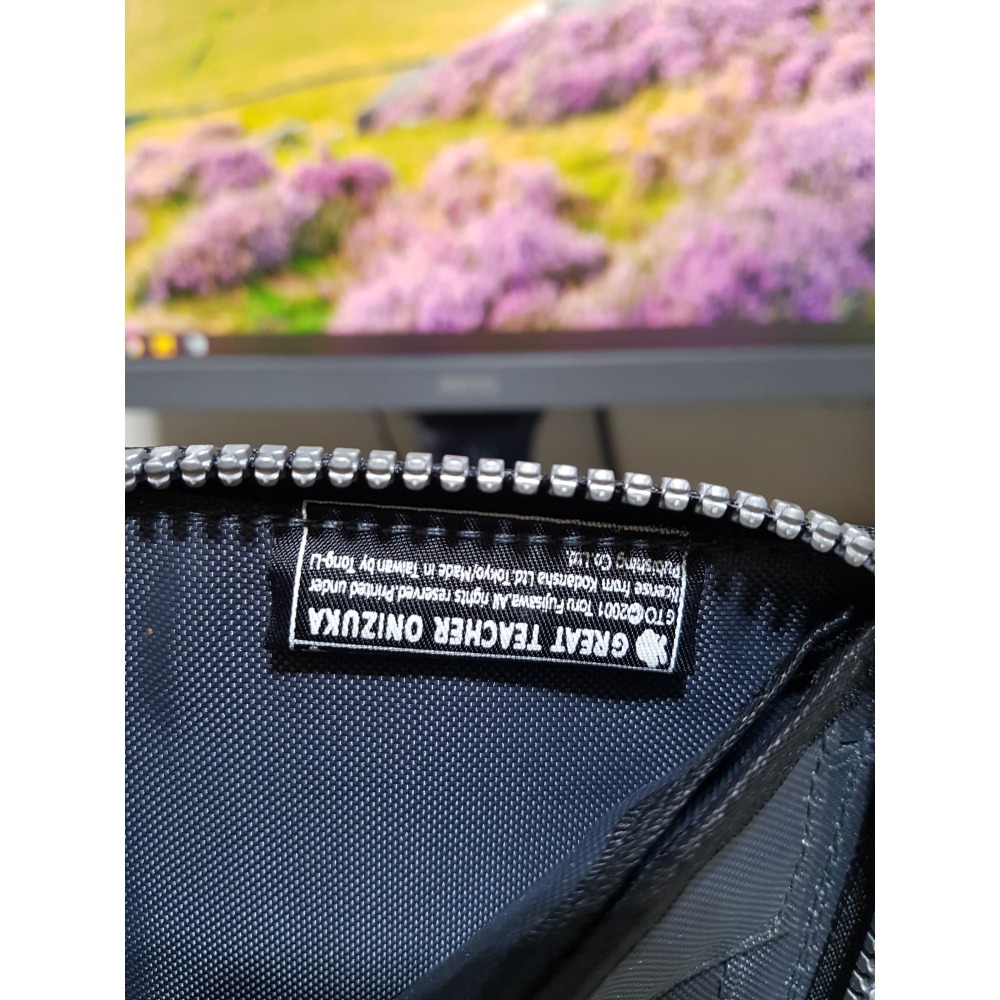 GREAT TEACHER ONIZUKA
GTO ©2001 Toru Fujisawa.All rights reserved.Printed under
license from Kodansha Ltd.Tokyo/Made in Taiwan by Tong-Li
Publishing Co.Ltd.
BenQ